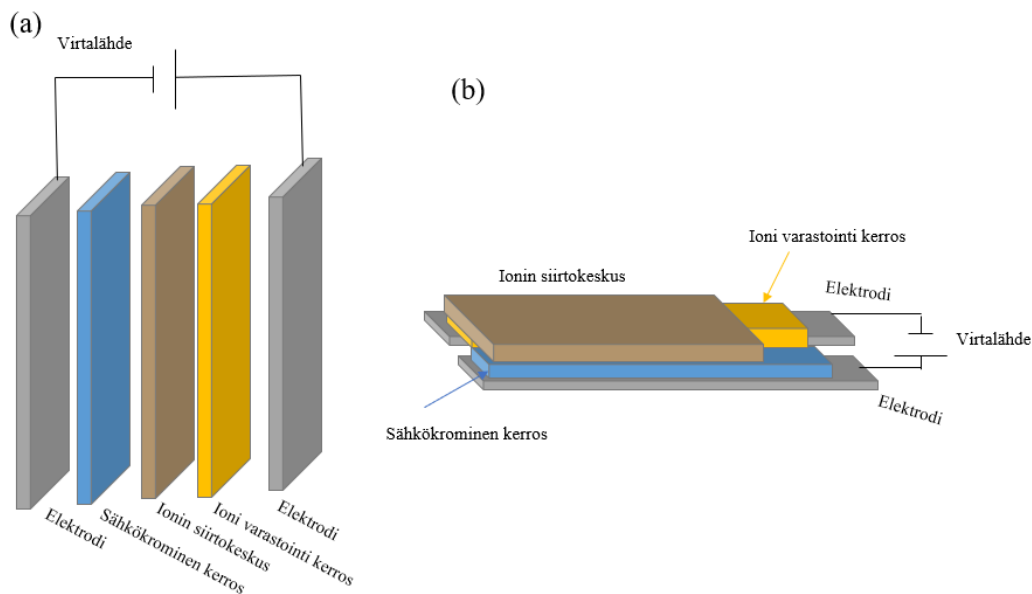 (a)
Virtalähde
Elektrodi
Sähkökrominen kerros
Ionin siirtokeskus
Ioni varastointi kerros
Elektrodi
(b)
Ioni varastointi kerros
Ionin siirtokeskus
Elektrodi
Virtalähde
Elektrodi
Sähkökrominen kerros